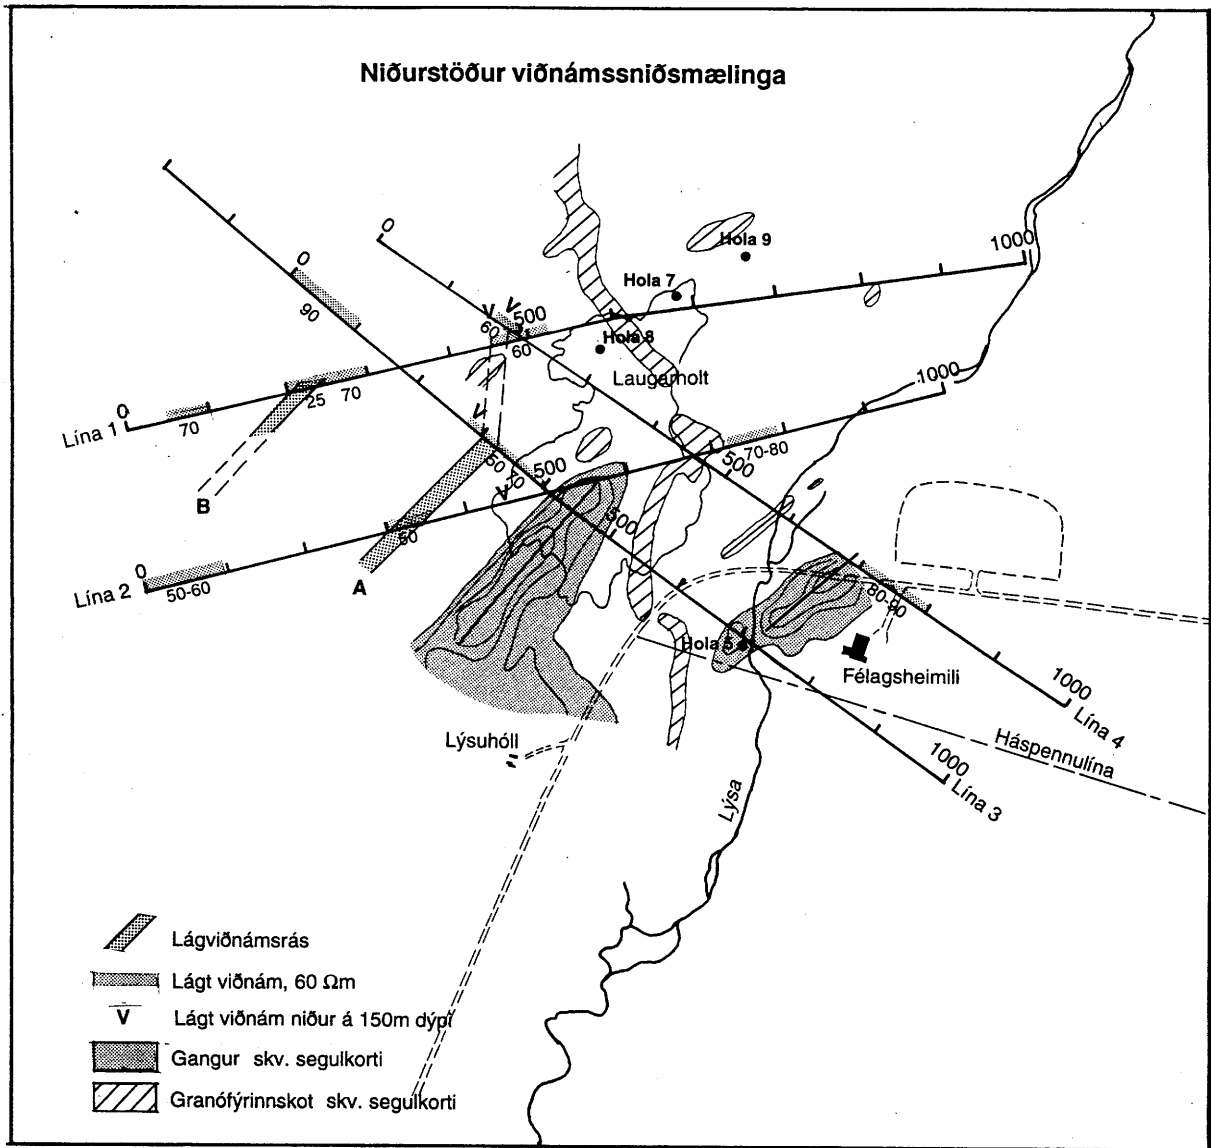 Niðurstöður viðnámssniðsmælinga
0
0
90
Hola 9
1000
Hola 7
V
V
500
60
60
Hola 8
Laugarholt
1000
25
70
0
Lína 1
70
V
50
70
500
V
70-80
500
B
50
500
0
Lína 2
50-60
A
80-90
Hola 5
Félagsheimili
1000
Lína 4
Lýsuhóll
Háspennulína
1000
Lína 3
Lýsa
Lágviðnámsrás
Lágt viðnám, 60 Ωm
V
Lágt viðnám niður á 150m dýpi
Gangur skv. segulkorti
Granófýrinnskot skv. segulkorti